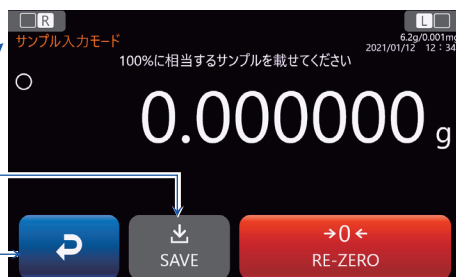 R
L
サンプル入力モード
6.2g/0.001mg
2021/01/12 12:34
100%に相当するサンプルを載せてください
0.000000 g
SAVE
→0←
RE-ZERO